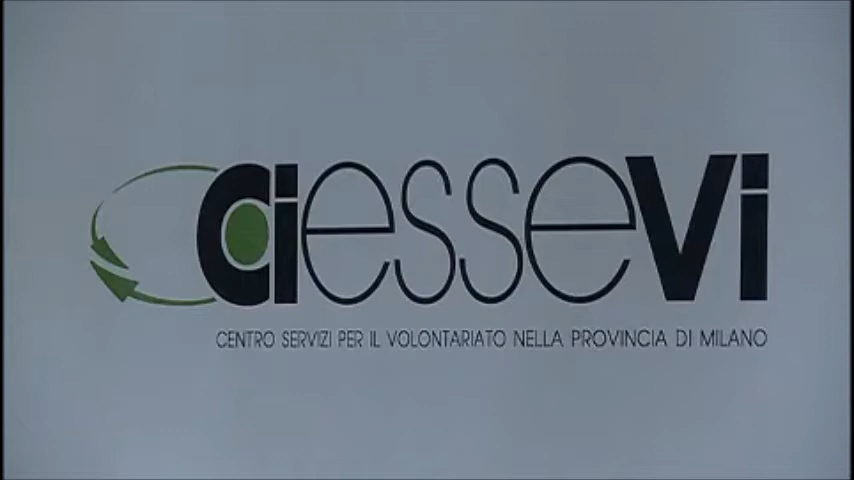 CiesseVi
CENTRO SERVIZI PER IL VOLONTARIATO NELLA PROVINCIA DI MILANO